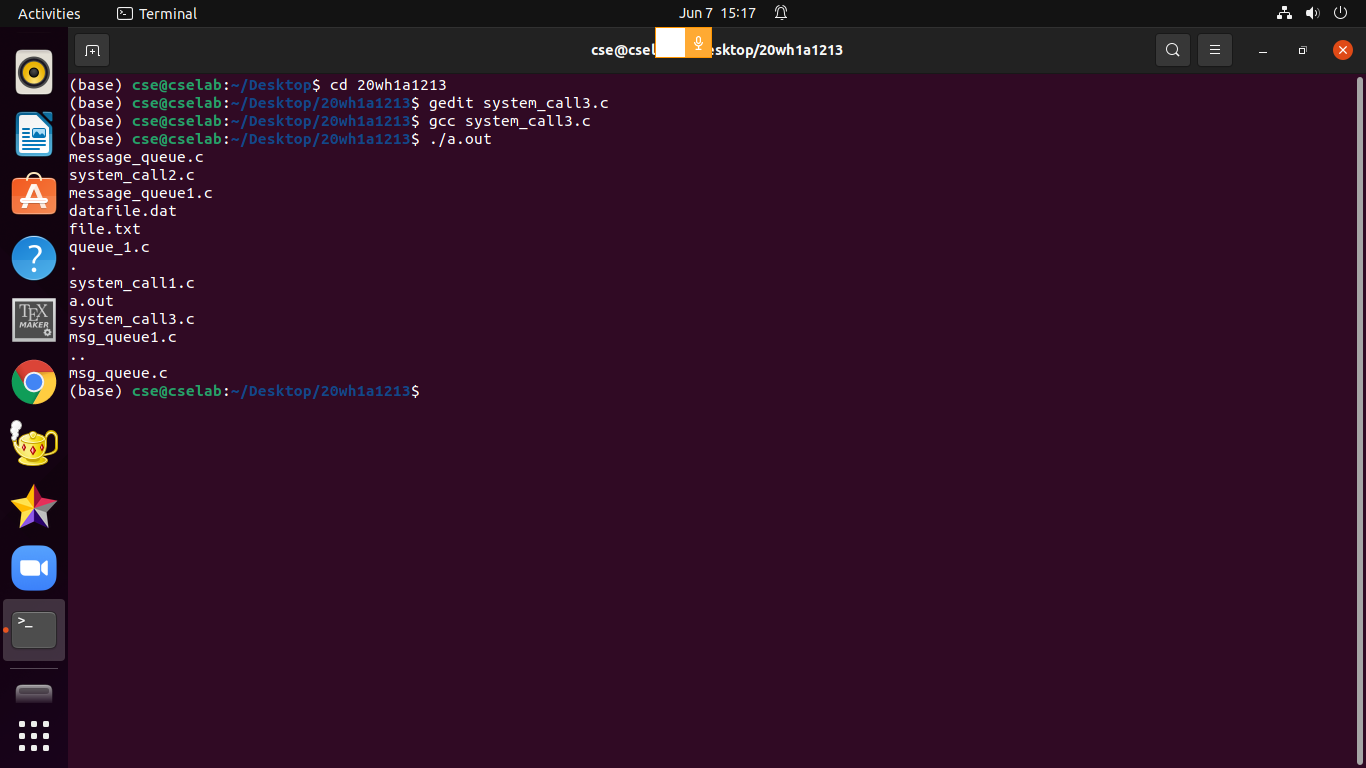 Activities Terminal Jun 7 15:17
cse@csel esktop/20wh1a1213
(base) cse@cselab:~/Desktop$ cd 20wh1a1213
(base) cse@cselab:~/Desktop/20wh1a1213$ gedit system_call3.c
(base) cse@cselab:~/Desktop/20wh1a1213$ gcc system_call3.c
(base) cse@cselab:~/Desktop/20wh1a1213$ ./a.out
message_queue.c
system_call2.c
message_queue1.c
datafile.dat
file.txt
queue_1.c
.
system_call1.c
a.out
system_call3.c
msg_queue1.c
..
msg_queue.c
(base) cse@cselab:~/Desktop/20wh1a1213$
TEX
MAKER
>_